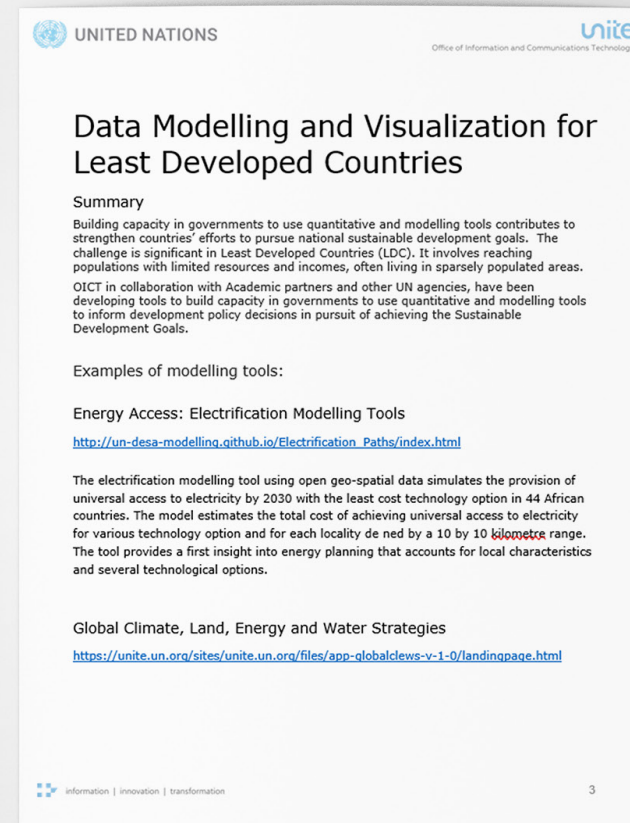 UNITED NATIONS
unite
Office of Information and Communications Technolog
Data Modelling and Visualization for
Least Developed Countries
Summary
Building capacity in governments to use quantitative and modelling tools contributes to
strengthen countries’ efforts to pursue national sustainable development goals.  The
challenge is significant in Least Developed Countries (LDC). It involves reaching
populations with limited resources and incomes, often living in sparsely populated areas.
OICT in collaboration with Academic partners and other UN agencies, have been
developing tools to build capacity in governments to use quantitative and modelling tools
to inform development policy decisions in pursuit of achieving the Sustainable
Development Goals.
Examples of modelling tools:
Energy Access: Electrification Modelling Tools
http://un-desa-modelling.github.io/Electrification_Paths/index.html
The electrification modelling tool using open geo-spatial data simulates the provision of
universal access to electricity by 2030 with the least cost technology option in 44 African
countries. The model estimates the total cost of achieving universal access to electricity
for various technology option and for each locality de ned by a 10 by 10 kilometre range.
The tool provides a first insight into energy planning that accounts for local characteristics
and several technological options.
Global Climate, Land, Energy and Water Strategies
https://unite.un.org/sites/unite.un.org/files/app-globalclews-v-1-0/landingpage.html
information | innovation | transformation
3